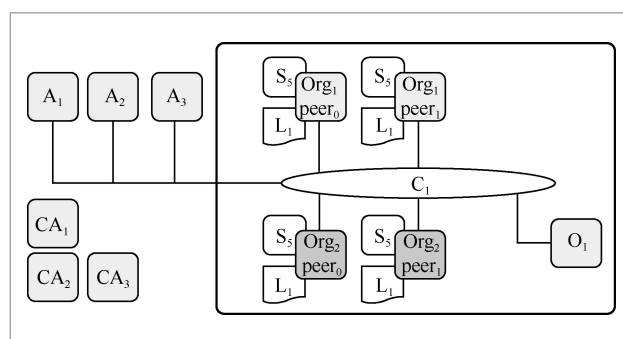 A₁ A₂ A₃
S₅ Org₁ peer₀ L₁
S₅ Org₁ peer₁ L₁
C₁
CA₁
CA₂ CA₃
S₅ Org₂ peer₀ L₁
S₅ Org₂ peer₁ L₁
O₁